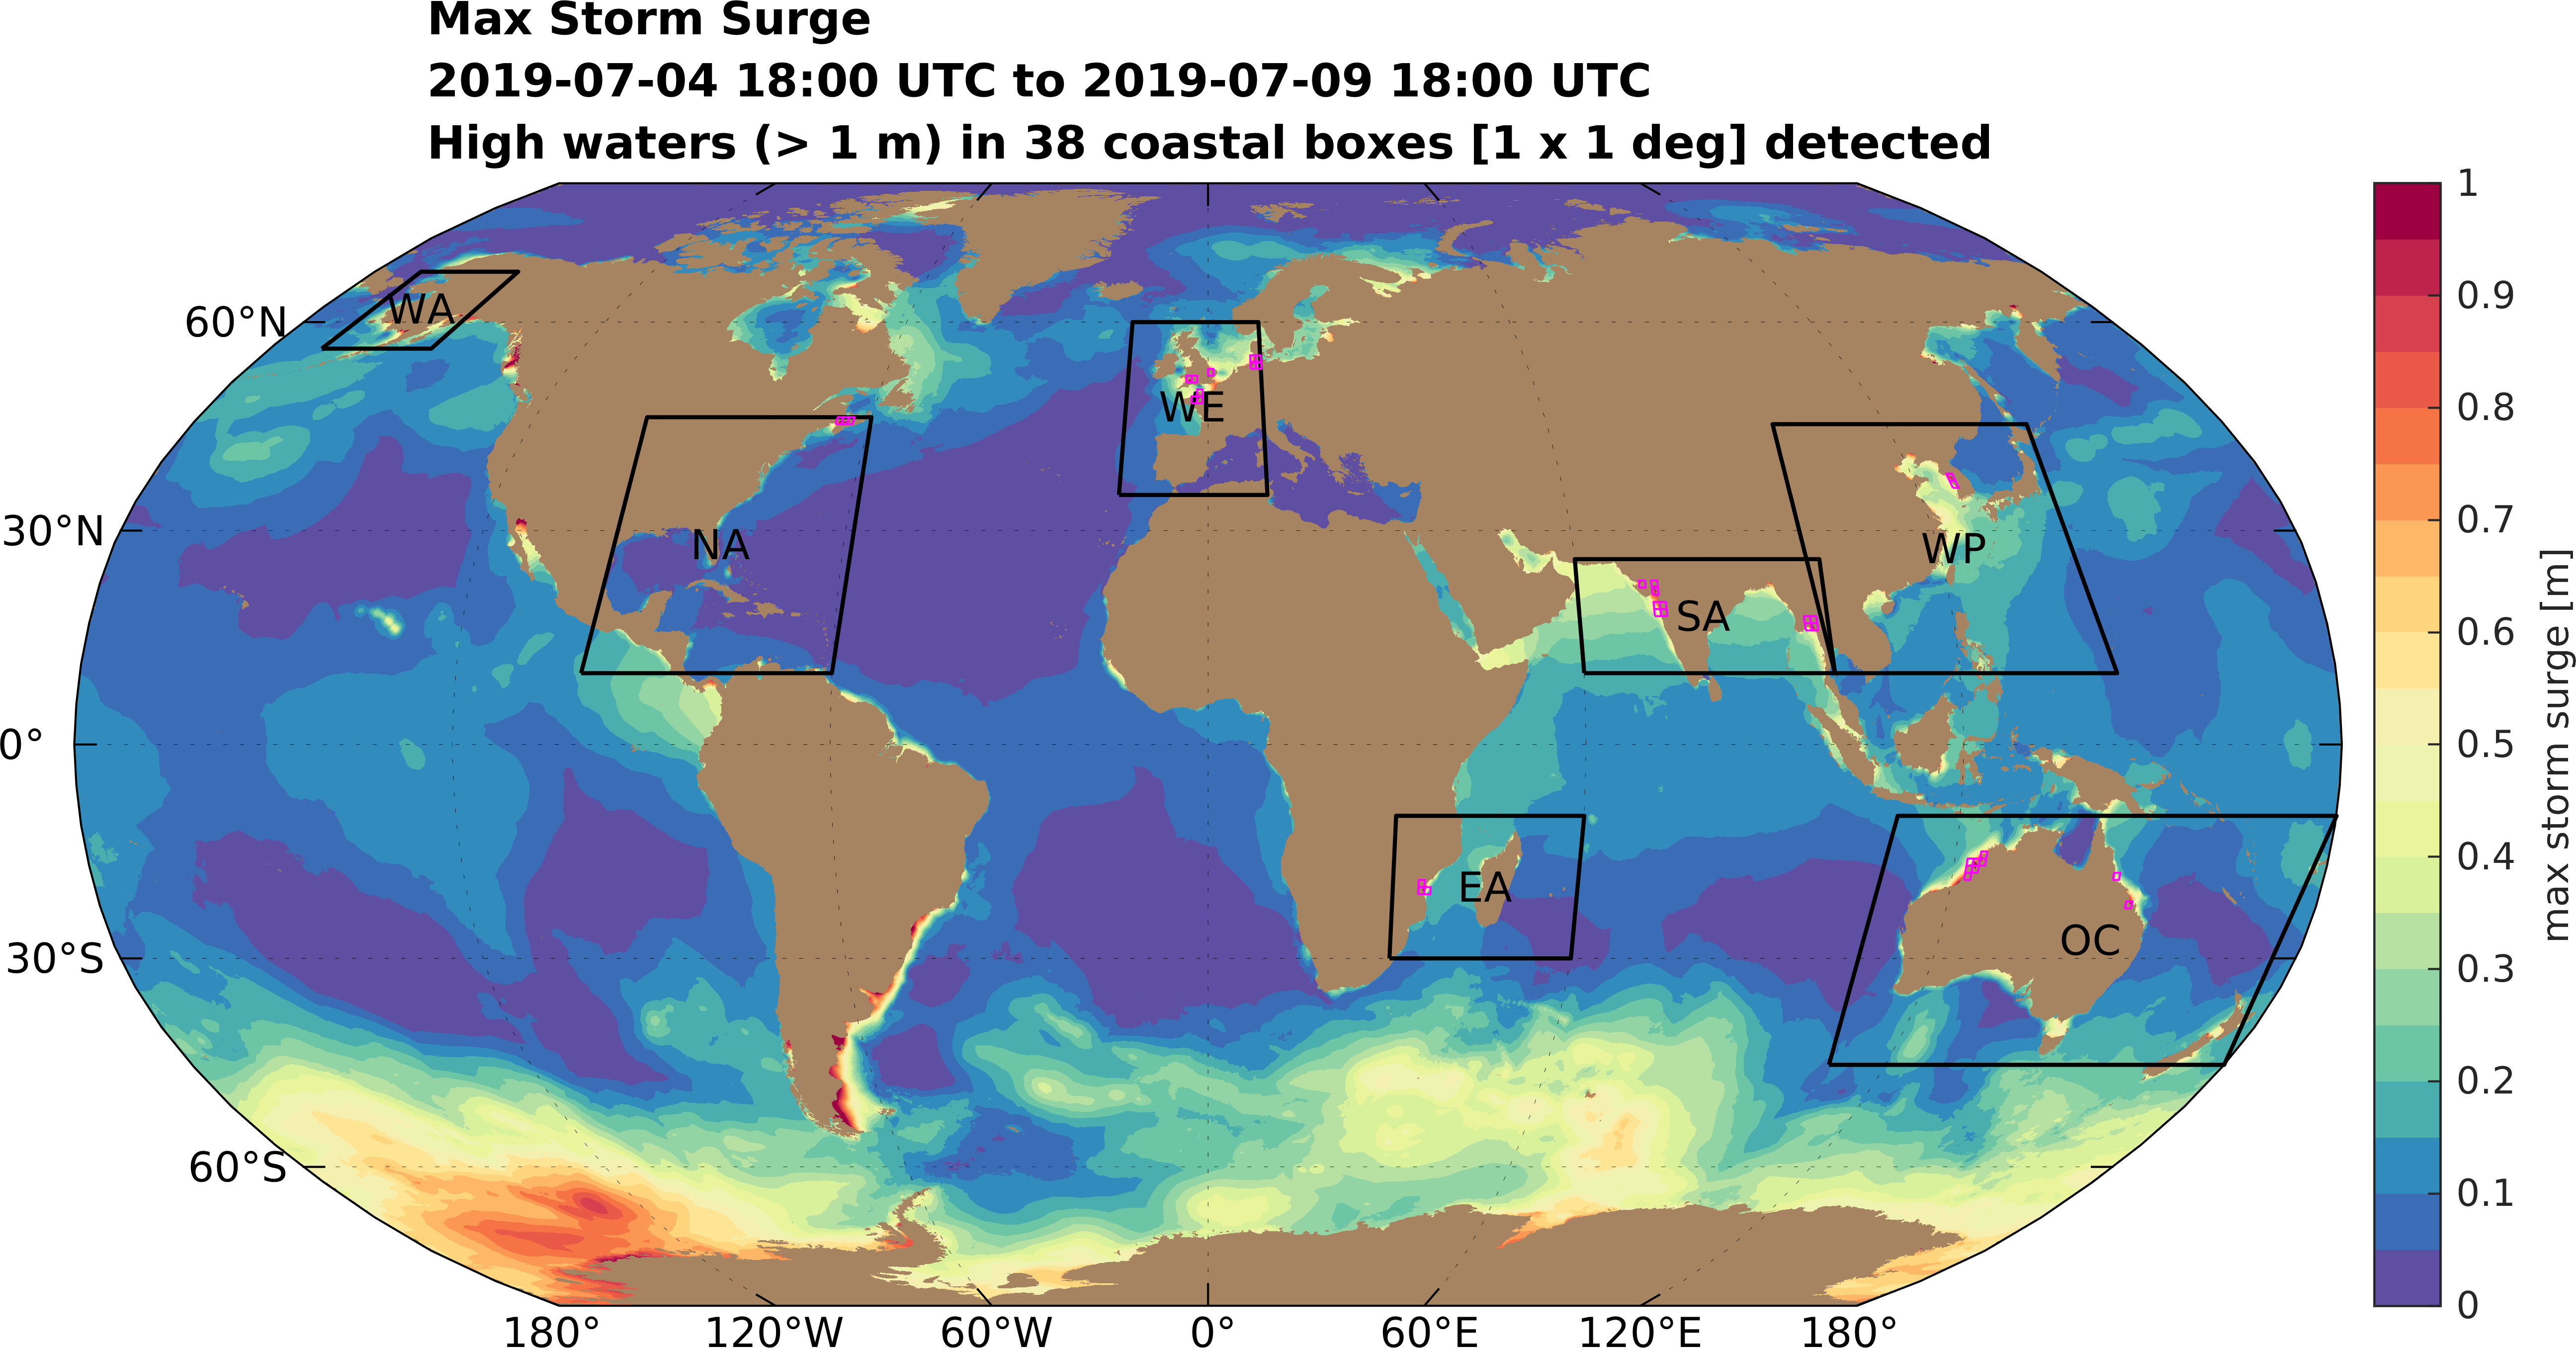 Max Storm Surge
2019-07-04 18:00 UTC to 2019-07-09 18:00 UTC
High waters (> 1 m) in 38 coastal boxes [1 x 1 deg] detected
60°N
30°N
0°
30°S
60°S
WA
NA
WE
SA
WP
EA
OC
180°
120°W
60°W
0°
60°E
120°E
180°
1
0.9
0.8
0.7
0.6
0.5
0.4
0.3
0.2
0.1
0
max storm surge [m]